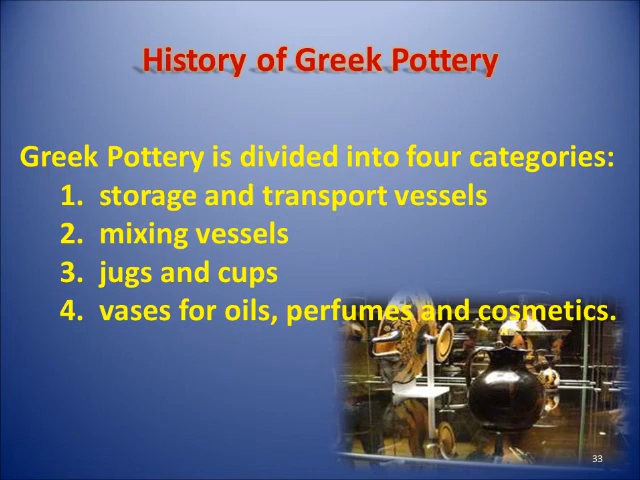 History of Greek Pottery
Greek Pottery is divided into four categories:
1. storage and transport vessels
2. mixing vessels
3. jugs and cups
4. vases for oils, perfumes and cosmetics.
33